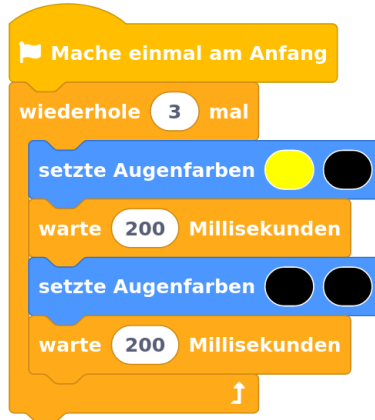 Mache einmal am Anfang
wiederhole 3 mal
setzte Augenfarben
warte 200 Millisekunden
setzte Augenfarben
warte 200 Millisekunden